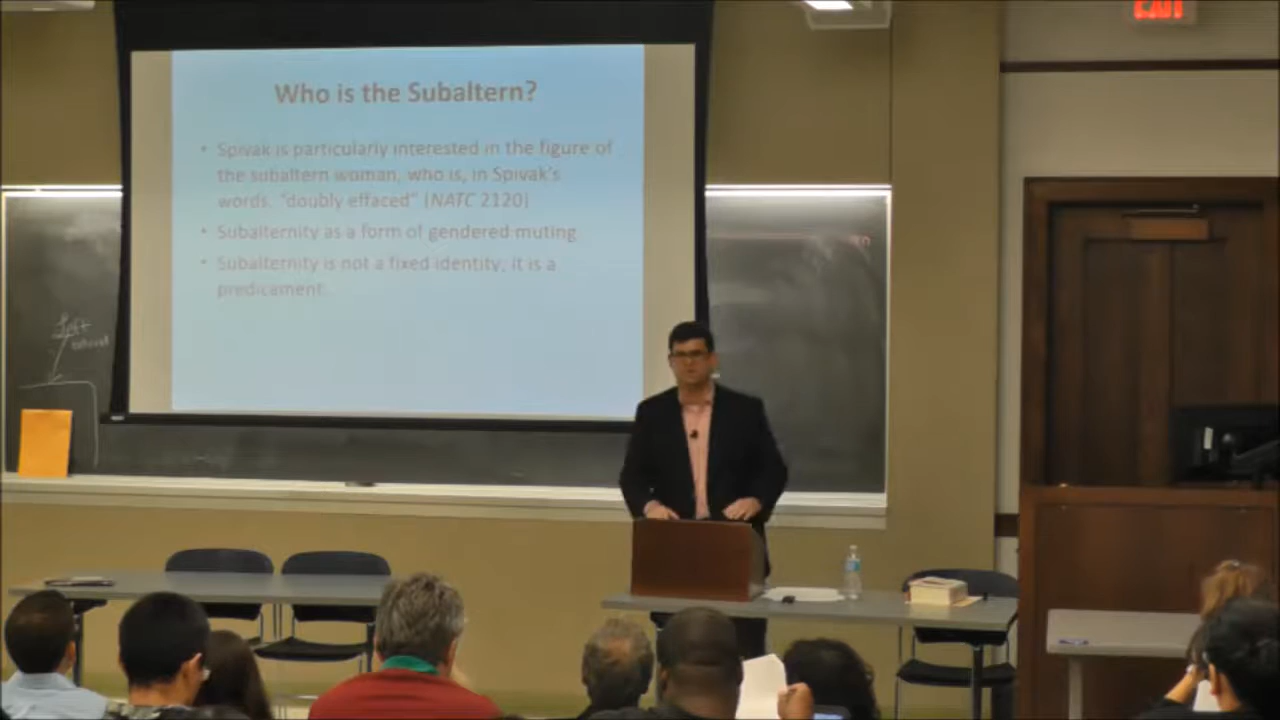 EXIT
Who is the Subaltern?
• Spivak is particularly interested in the figure of
the subaltern woman, who is, in Spivak's
words, "doubly effaced" (NATC 2120)
• Subalternity as a form of gendered muting
• Subalternity is not a fixed identity; it is a
predicament.